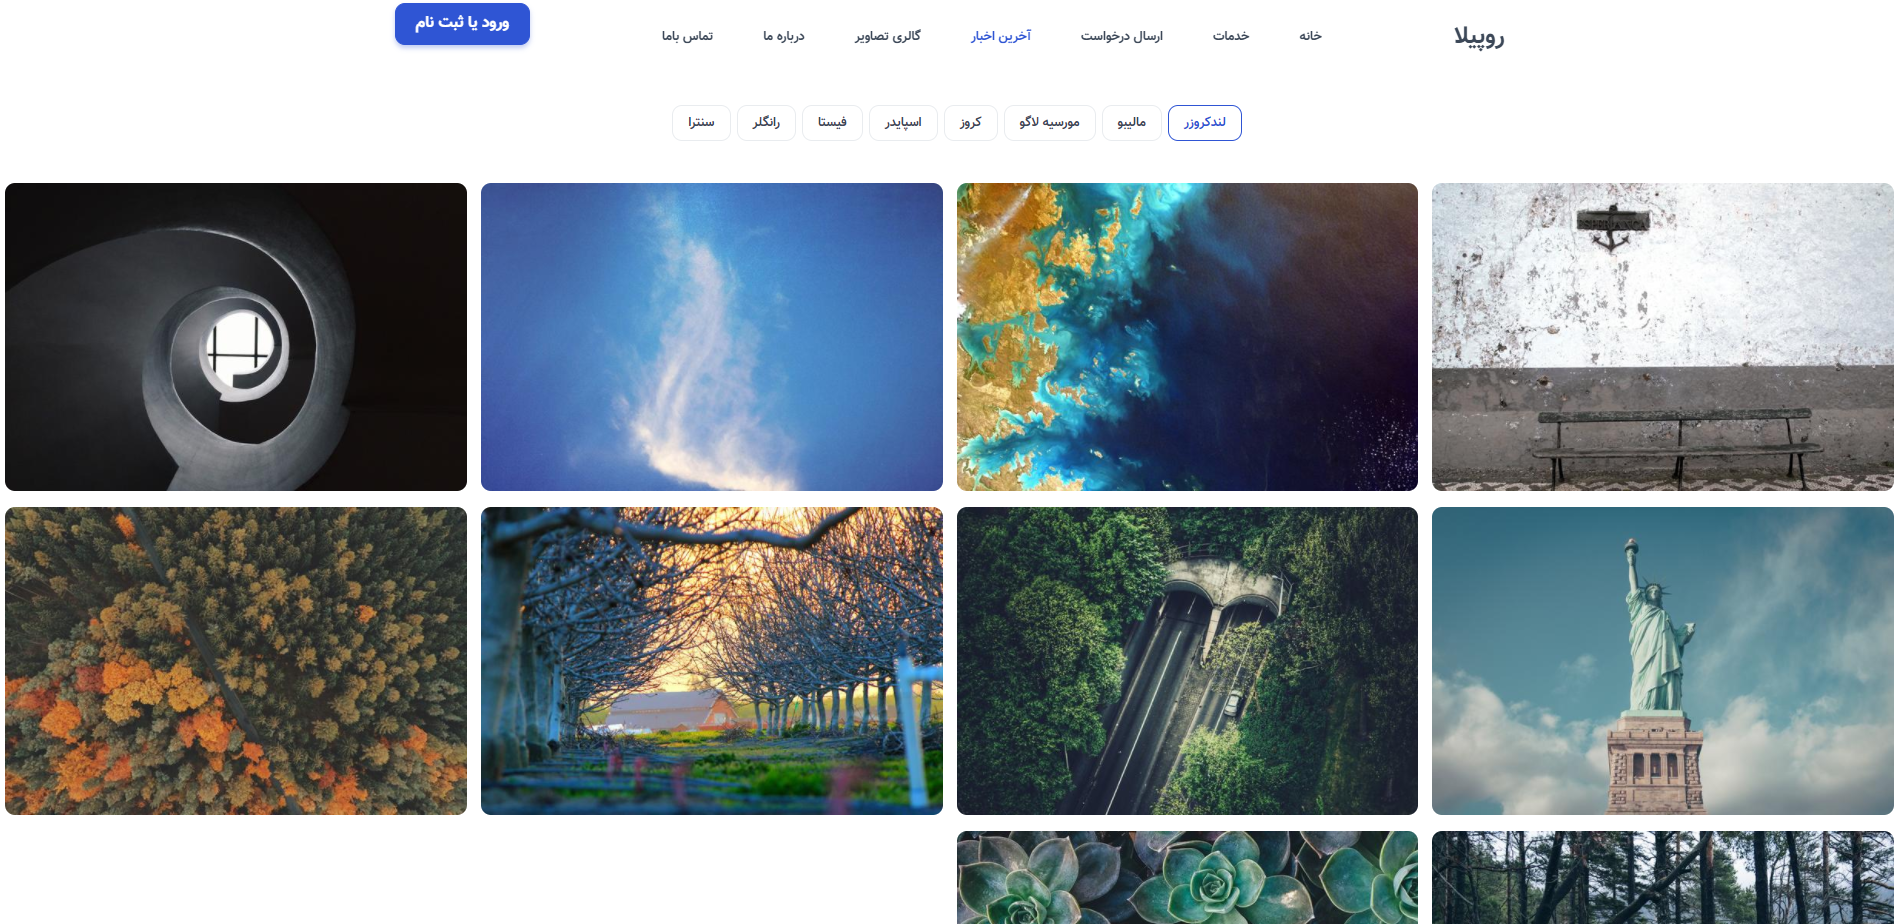 روپیلا
خانه
خدمات
ارسال درخواست
آخرین اخبار
گالری تصاویر
درباره ما
تماس باما
ورود یا ثبت نام
لندکروزر
مالیبو
مورسیه لاگو
کروز
اسپایدر
فیستا
رانگلر
سنترا